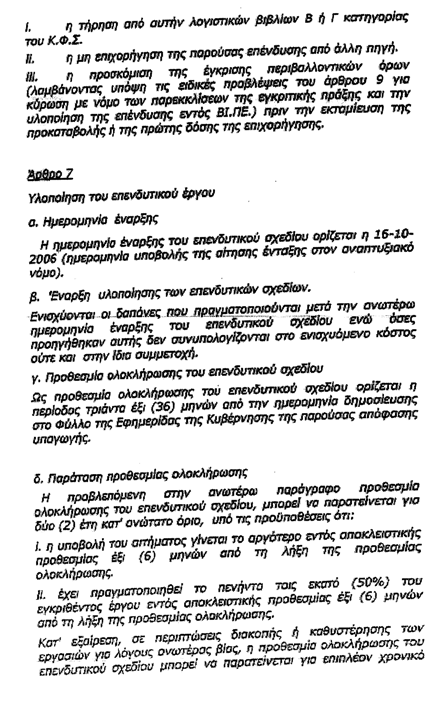 i. η τήρηση από αυτήν λογιστικών βιβλίων Β ή Γ κατηγορίας
του Κ.Φ.Σ.
ii. η μη επιχορήγηση της παρούσας επένδυσης από άλλη πηγή.
iii. η προσκόμιση της έγκρισης περιβαλλοντικών όρων
(λαμβάνοντας υπόψη τις ειδικές προβλέψεις του άρθρου 9 για
κύρωση με νόμο των παρεκκλίσεων της εγκριτικής πράξης και την
υλοποίηση της επένδυσης εντός ΒΙ.ΠΕ.) πριν την εκταμίευση της
προκαταβολής ή της πρώτης δόσης της επιχορήγησης.
Άρθρο 7
Υλοποίηση του επενδυτικού έργου
α. Ημερομηνία έναρξης
Η ημερομηνία έναρξης του επενδυτικού σχεδίου ορίζεται η 16-10-
2006 (ημερομηνία υποβολής της αίτησης ένταξης στον αναπτυξιακό
νόμο).
β. Έναρξη υλοποίησης των επενδυτικών σχεδίων.
Ενισχύονται οι δαπάνες που πραγματοποιούνται μετά την ανωτέρω
ημερομηνία έναρξης του επενδυτικού σχεδίου ενώ όσες
προηγήθηκαν αυτής δεν συνυπολογίζονται στο ενισχυόμενο κόστος
ούτε και στην ίδια συμμετοχή.
γ. Προθεσμία ολοκλήρωσης του επενδυτικού σχεδίου
Ως προθεσμία ολοκλήρωσης του επενδυτικού σχεδίου ορίζεται η
περίοδος τριάντα έξι (36) μηνών από την ημερομηνία δημοσίευσης
στο Φύλλο της Εφημερίδας της Κυβέρνησης της παρούσας απόφασης
υπαγωγής.
δ. Παράταση προθεσμίας ολοκλήρωσης
Η προβλεπόμενη στην ανωτέρω παράγραφο προθεσμία
ολοκλήρωσης του επενδυτικού σχεδίου, μπορεί να παρατείνεται για
δύο (2) έτη κατ' ανώτατο όριο, υπό τις προϋποθέσεις ότι:
i. η υποβολή του αιτήματος γίνεται το αργότερο εντός αποκλειστικής
προθεσμίας έξι (6) μηνών από τη λήξη της προθεσμίας
ολοκλήρωσης.
ii. έχει πραγματοποιηθεί το πενήντα τοις εκατό (50%) του
εγκριθέντος έργου εντός αποκλειστικής προθεσμίας έξι (6) μηνών
από τη λήξη της προθεσμίας ολοκλήρωσης.
Κατ' εξαίρεση, σε περιπτώσεις διακοπής ή καθυστέρησης των
εργασιών για λόγους ανωτέρας βίας, η προθεσμία ολοκλήρωσης του
επενδυτικού σχεδίου μπορεί να παρατείνεται για επιπλέον χρονικό